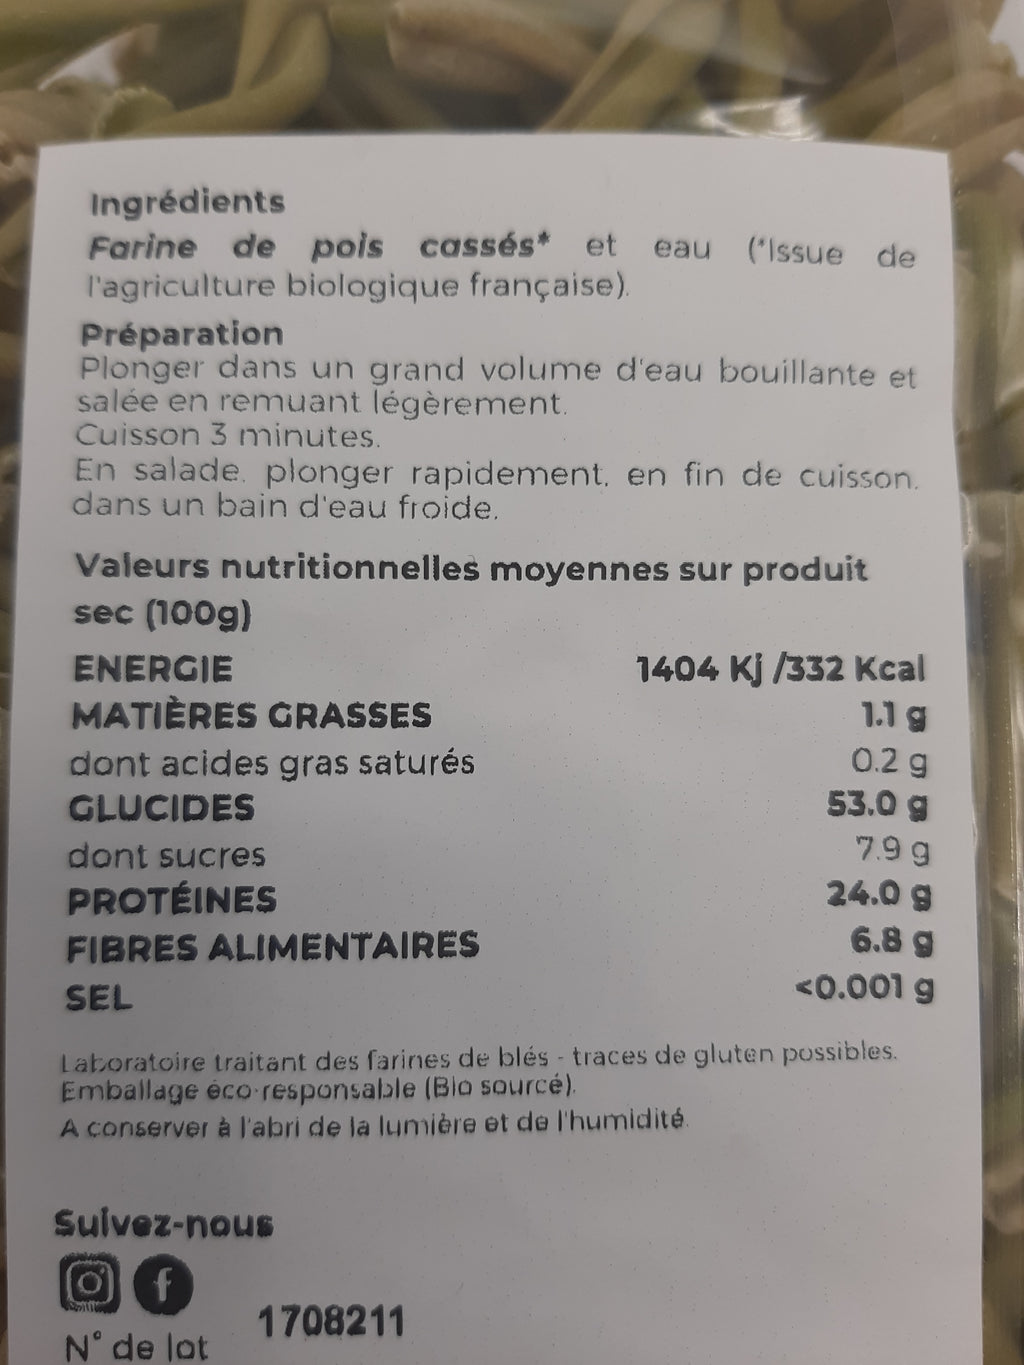 Ingrédients
Farine de pois cassés* et eau (*Issue de
l'agriculture biologique française).
Préparation
Plonger dans un grand volume d'eau bouillante et
salée en remuant légèrement.
Cuisson 3 minutes.
En salade, plonger rapidement, en fin de cuisson,
dans un bain d'eau froide.
Valeurs nutritionnelles moyennes sur produit
sec (100g)
ENERGIE 1404 Kj /332 Kcal
MATIÈRES GRASSES 1.1 g
dont acides gras saturés 0.2 g
GLUCIDES 53.0 g
dont sucres 7.9 g
PROTÉINES 24.0 g
FIBRES ALIMENTAIRES 6.8 g
SEL <0.001 g
Laboratoire traitant des farines de blés - traces de gluten possibles.
Emballage éco-responsable (Bio sourcé).
A conserver à l'abri de la lumière et de l'humidité.
Suivez-nous
f
1708211
N° de lot